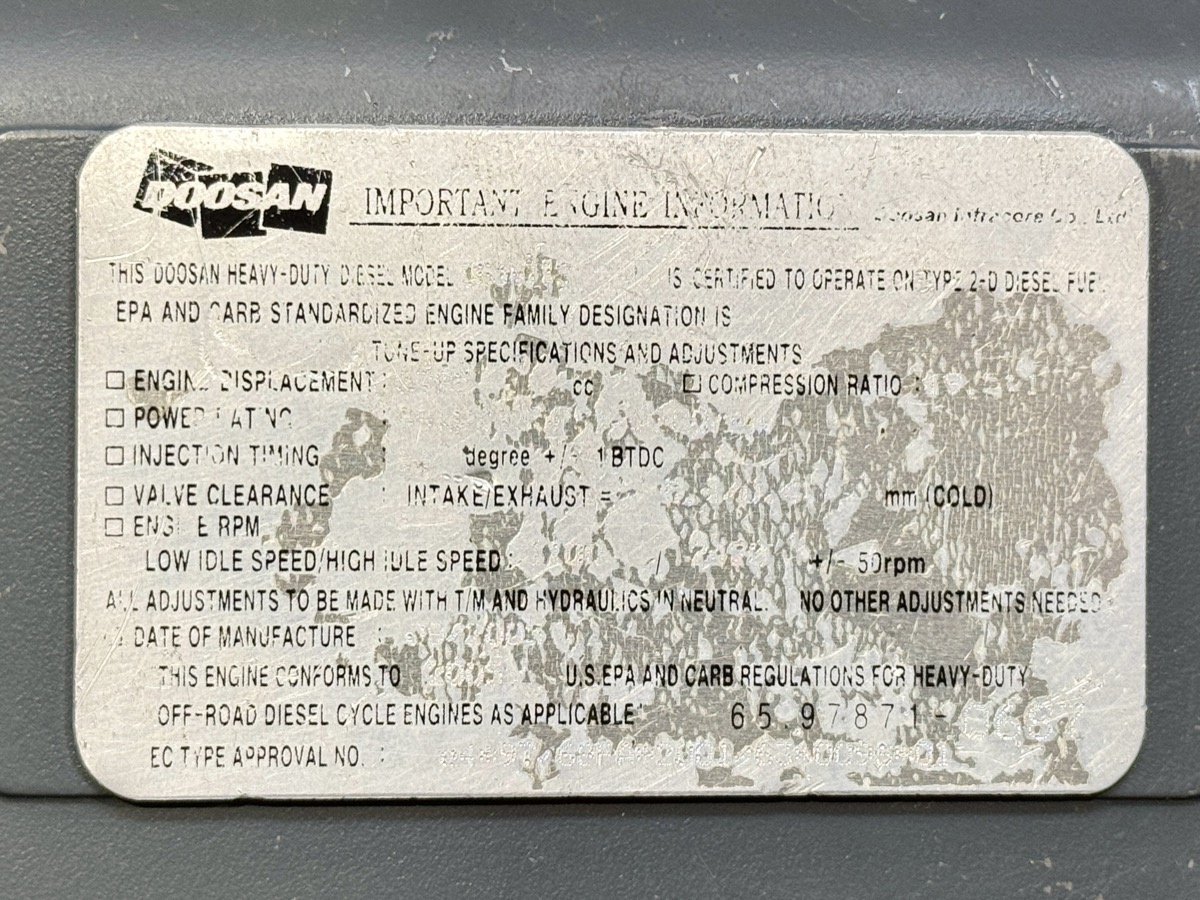 DOOSAN IMPORTANT ENGINE INFORMATIO Doosan Infracore Co., Ltd
THIS DOOSAN HEAVY-DUTY DIESEL MODEL IS CERTIFIED TO OPERATE ON TYPE 2-D DIESEL FUEL
EPA AND CARB STANDARDIZED ENGINE FAMILY DESIGNATION IS
TUNE-UP SPECIFICATIONS AND ADJUSTMENTS
□ ENGINE DISPLACEMENT : cc □ COMPRESSION RATIO :
□ POWER RATING
□ INJECTION TIMING degree +/- 1 BTDC
□ VALVE CLEARANCE INTAKE/EXHAUST = mm (COLD)
□ ENGINE RPM
LOW IDLE SPEED/HIGH IDLE SPEED : / +/- 50rpm
ALL ADJUSTMENTS TO BE MADE WITH T/M AND HYDRAULICS IN NEUTRAL. NO OTHER ADJUSTMENTS NEEDED
DATE OF MANUFACTURE :
THIS ENGINE CONFORMS TO U.S.EPA AND CARB REGULATIONS FOR HEAVY-DUTY
OFF-ROAD DIESEL CYCLE ENGINES AS APPLICABLE 65.97871-
EC TYPE APPROVAL NO. :